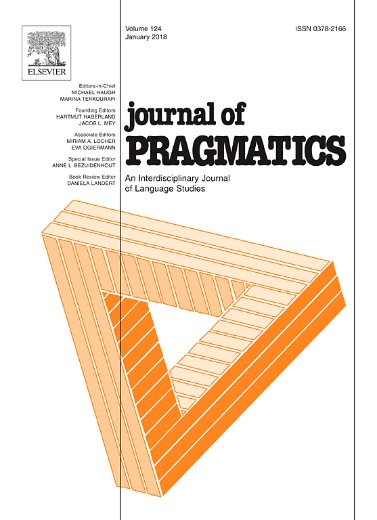 Volume 124
January 2018
ISSN 0378-2166
ELSEVIER
Editors-in-Chief
MICHAEL HAUGH
MARINA TERKOURAFI
Founding Editors
HARTMUT HABERLAND
JACOB L. MEY
Associate Editors
MIRIAM A. LOCHER
EVA OGIERMANN
Special Issue Editor
ANNE L. BEZUIDENHOUT
Book Review Editor
DANIELA LANDERT
journal of
PRAGMATICS
An Interdisciplinary Journal
of Language Studies